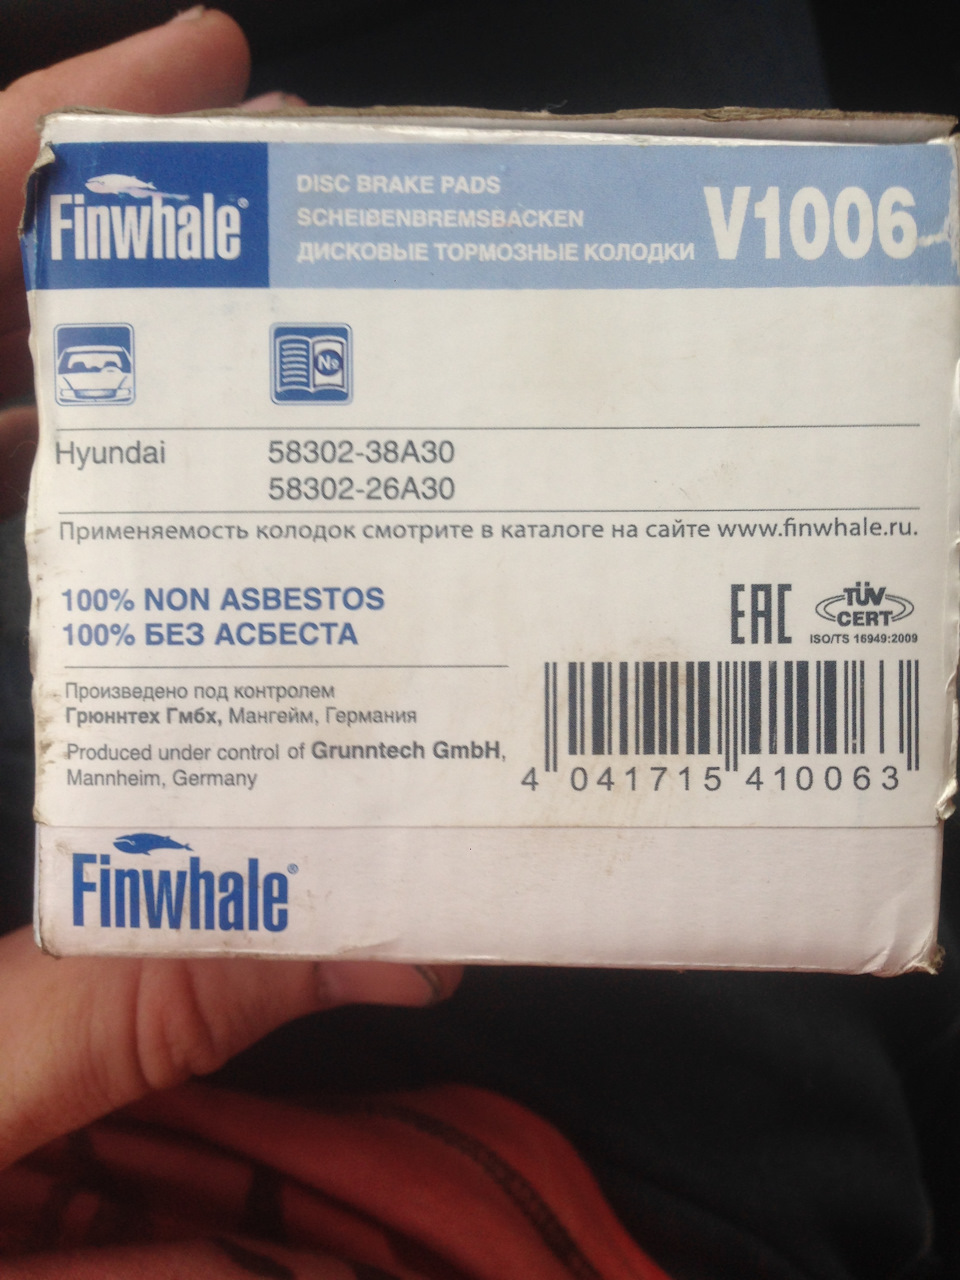 Finwhale®
DISC BRAKE PADS
SCHEIBENBREMSBACKEN
ДИСКОВЫЕ ТОРМОЗНЫЕ КОЛОДКИ
V1006
№
Hyundai 58302-38A30
58302-26A30
Применяемость колодок смотрите в каталоге на сайте www.finwhale.ru.
100% NON ASBESTOS
100% БЕЗ АСБЕСТА
EAC
TÜV
CERT
ISO/TS 16949:2009
Произведено под контролем
Грюннтех Гмбх, Мангейм, Германия
Produced under control of Grunntech GmbH,
Mannheim, Germany
4 041715 410063
Finwhale®